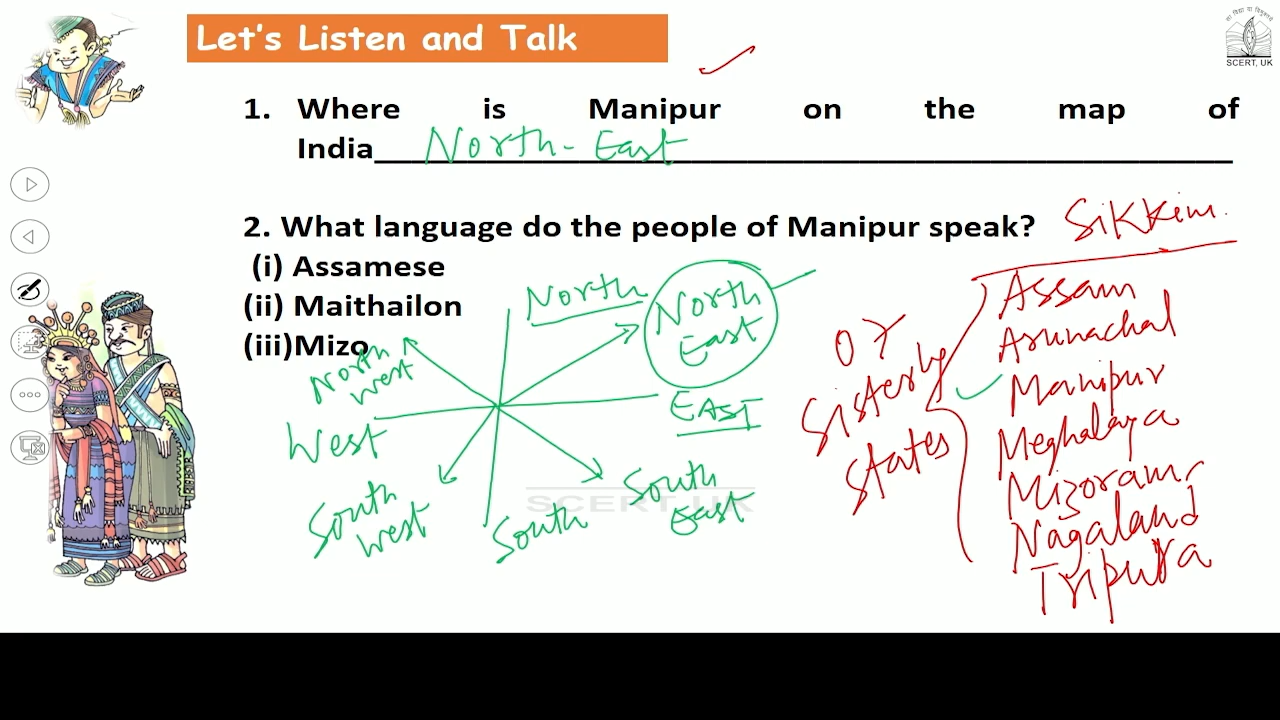 Let's Listen and Talk
SCERT, UK
1. Where is Manipur on the map of
India North-East
2. What language do the people of Manipur speak?
(i) Assamese
(ii) Maithailon
(iii)Mizo
North
North
East
EAST
South
East
South
South
West
West
North
West
SCERT UK
Sikkim.
Assam
Arunachal
Manipur
Meghalaya
Mizoram
Nagaland
Tripura
States